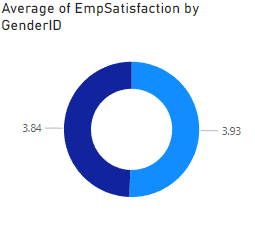 Average of EmpSatisfaction by
GenderID
3.84
3.93